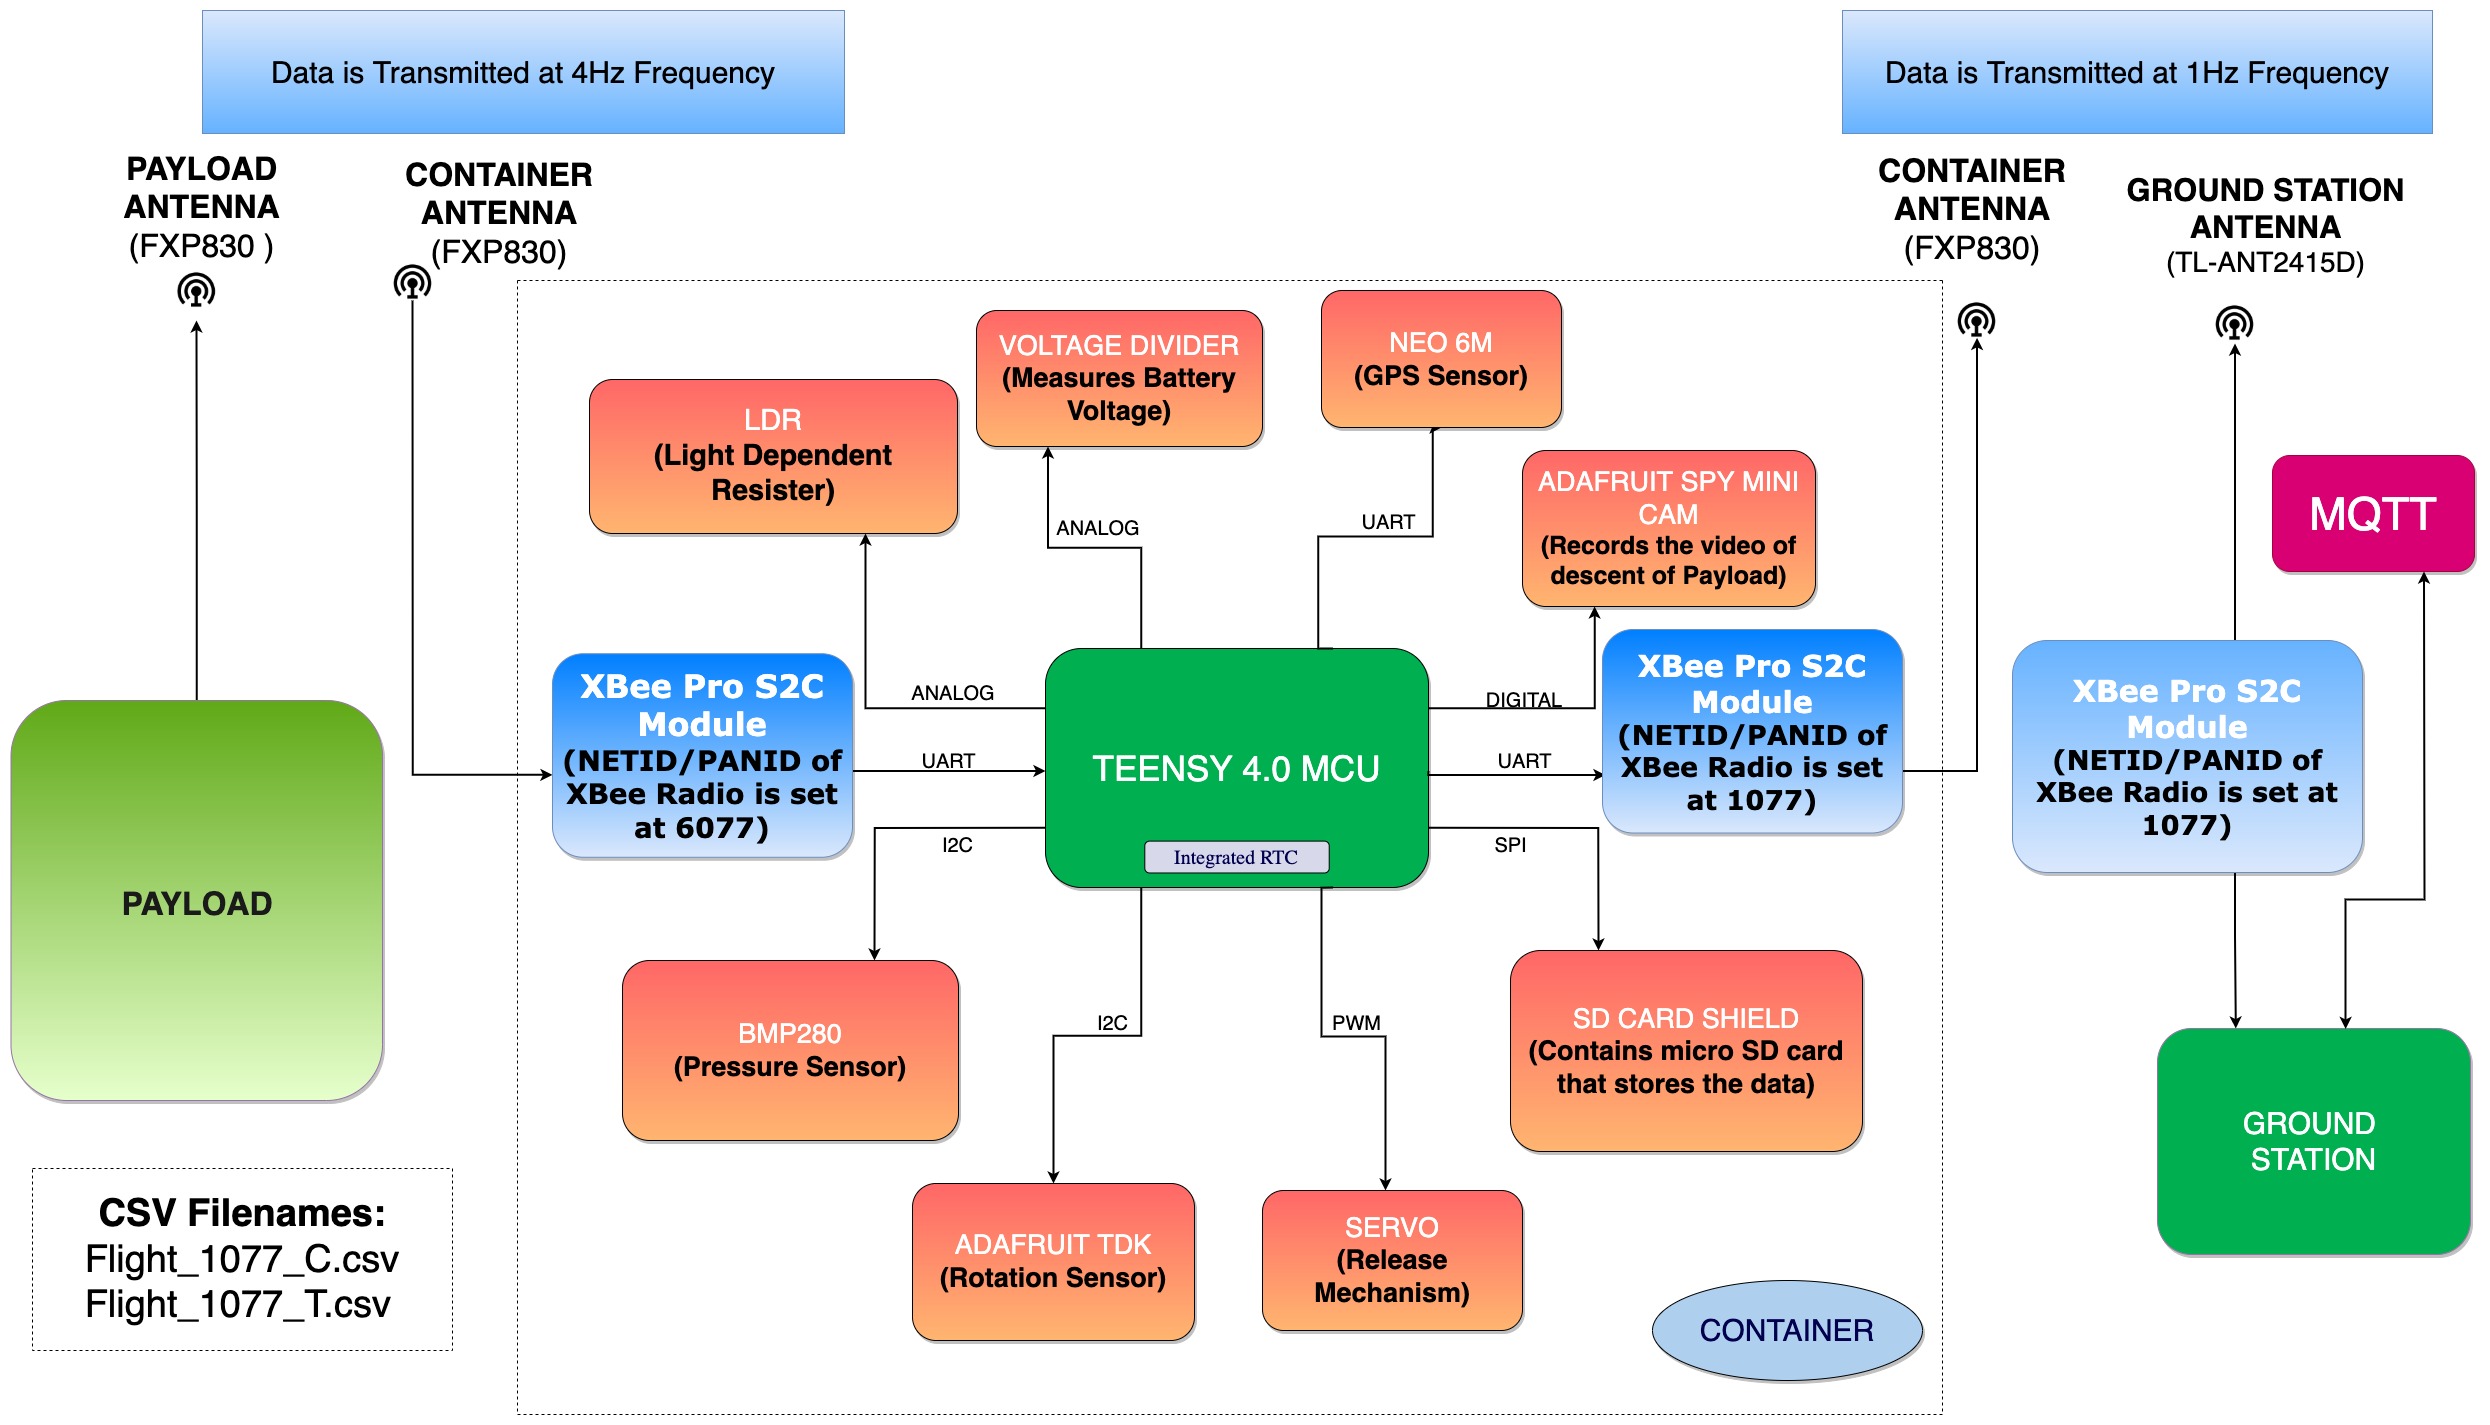 Data is Transmitted at 4Hz Frequency
Data is Transmitted at 1Hz Frequency
PAYLOAD
ANTENNA
(FXP830 )
CONTAINER
ANTENNA
(FXP830)
CONTAINER
ANTENNA
(FXP830)
GROUND STATION
ANTENNA
(TL-ANT2415D)
LDR
(Light Dependent
Resister)
VOLTAGE DIVIDER
(Measures Battery
Voltage)
NEO 6M
(GPS Sensor)
ADAFRUIT SPY MINI
CAM
(Records the video of
descent of Payload)
MQTT
ANALOG
UART
ANALOG
DIGITAL
XBee Pro S2C
Module
(NETID/PANID of
XBee Radio is set
at 6077)
UART
TEENSY 4.0 MCU
Integrated RTC
UART
XBee Pro S2C
Module
(NETID/PANID of
XBee Radio is set
at 1077)
XBee Pro S2C
Module
(NETID/PANID of
XBee Radio is set at
1077)
PAYLOAD
I2C
SPI
I2C
PWM
BMP280
(Pressure Sensor)
SD CARD SHIELD
(Contains micro SD card
that stores the data)
ADAFRUIT TDK
(Rotation Sensor)
SERVO
(Release
Mechanism)
GROUND
STATION
CSV Filenames:
Flight_1077_C.csv
Flight_1077_T.csv
CONTAINER